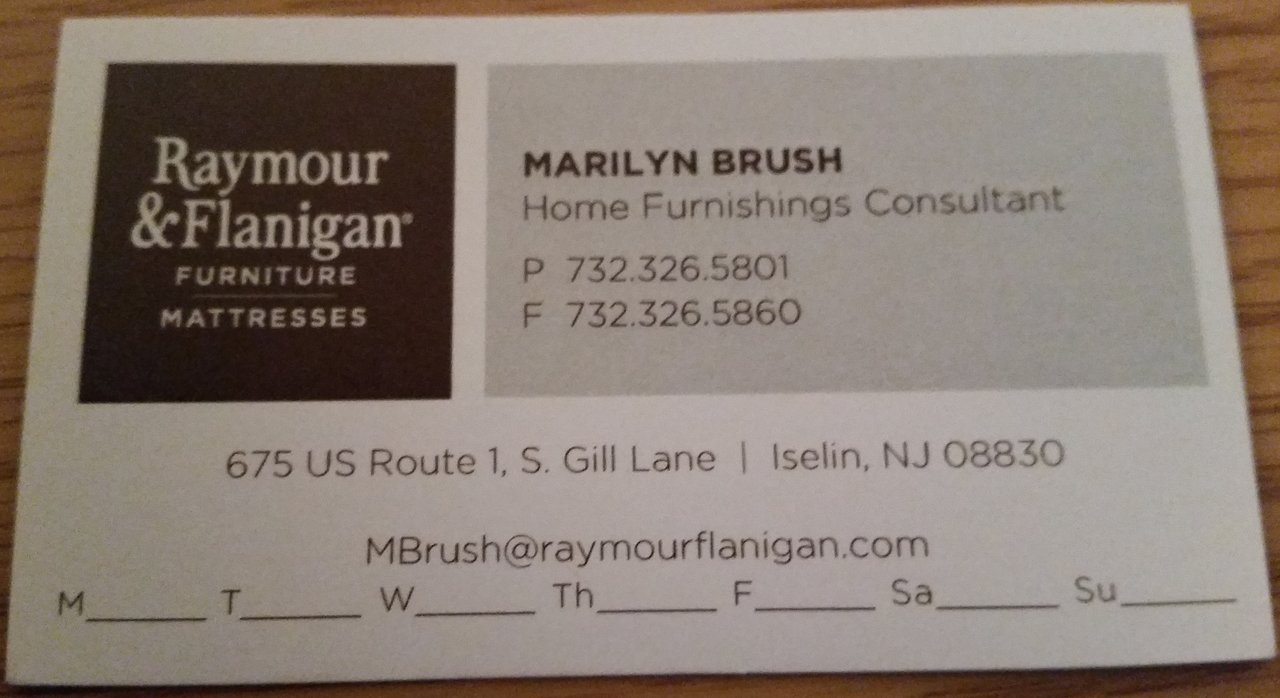 Raymour
&Flanigan®
FURNITURE
MATTRESSES
MARILYN BRUSH
Home Furnishings Consultant
P 732.326.5801
F 732.326.5860
675 US Route 1, S. Gill Lane | Iselin, NJ 08830
MBrush@raymourflanigan.com
M______ T______ W______ Th______ F______ Sa______ Su______